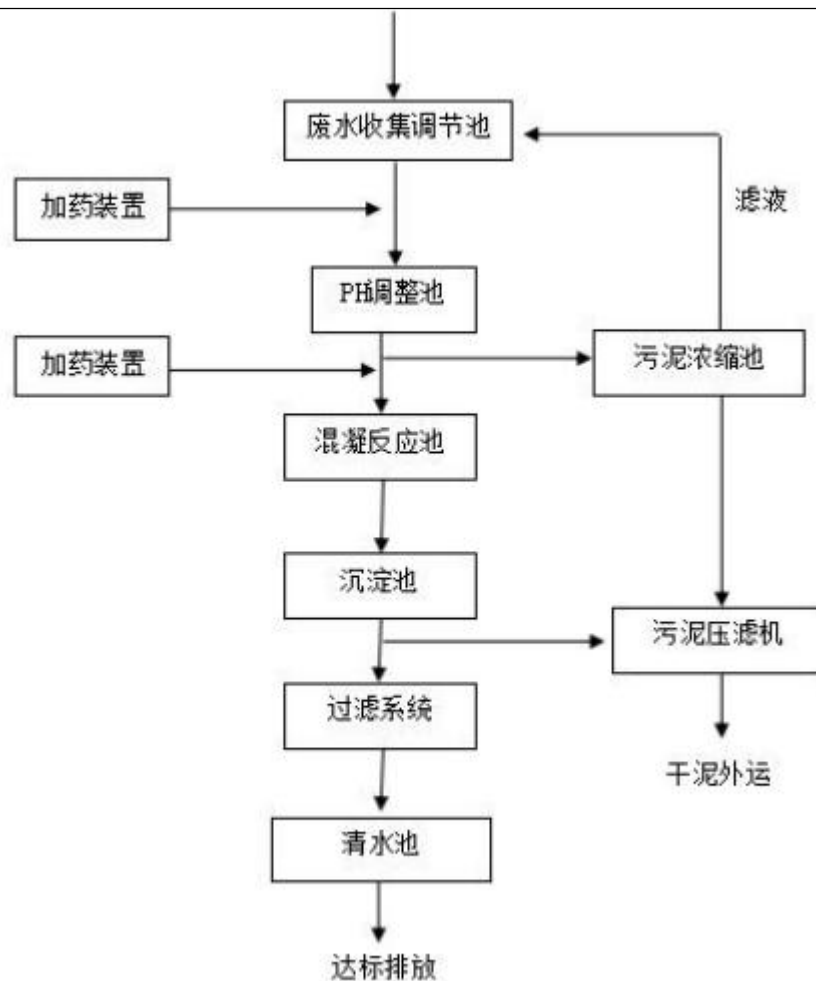 废水收集调节池
加药装置
滤液
PH调整池
加药装置
污泥浓缩池
混凝反应池
沉淀池
污泥压滤机
过滤系统
干泥外运
清水池
达标排放